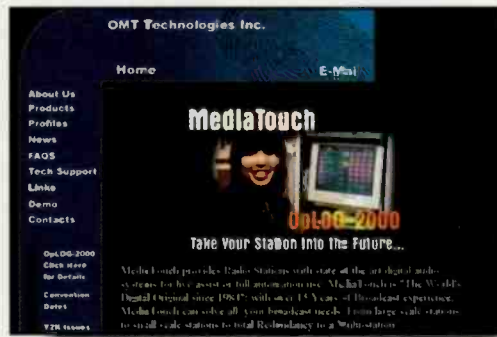 OMT Technologies Inc.
Home
E-Mai
About Us
Products
Profiles
News
FAQS
Tech Support
Links
Demo
Contacts
OpLOG-2000
Click Here
for Details
Convention
Dates
Y2K Issues
MediaTouch
OpLOG-2000
Take Your Station Into the Future...
MediaTouch provides Radio Stations with state of the art digital audio
systems for live assist or full automation use. MediaTouch is "The World's
Digital Original since 1984": with over 15 Years of Broadcast experience.
MediaTouch can solve all your broadcast needs. From large scale stations
to small scale stations to total Redundancy to a Multi-station